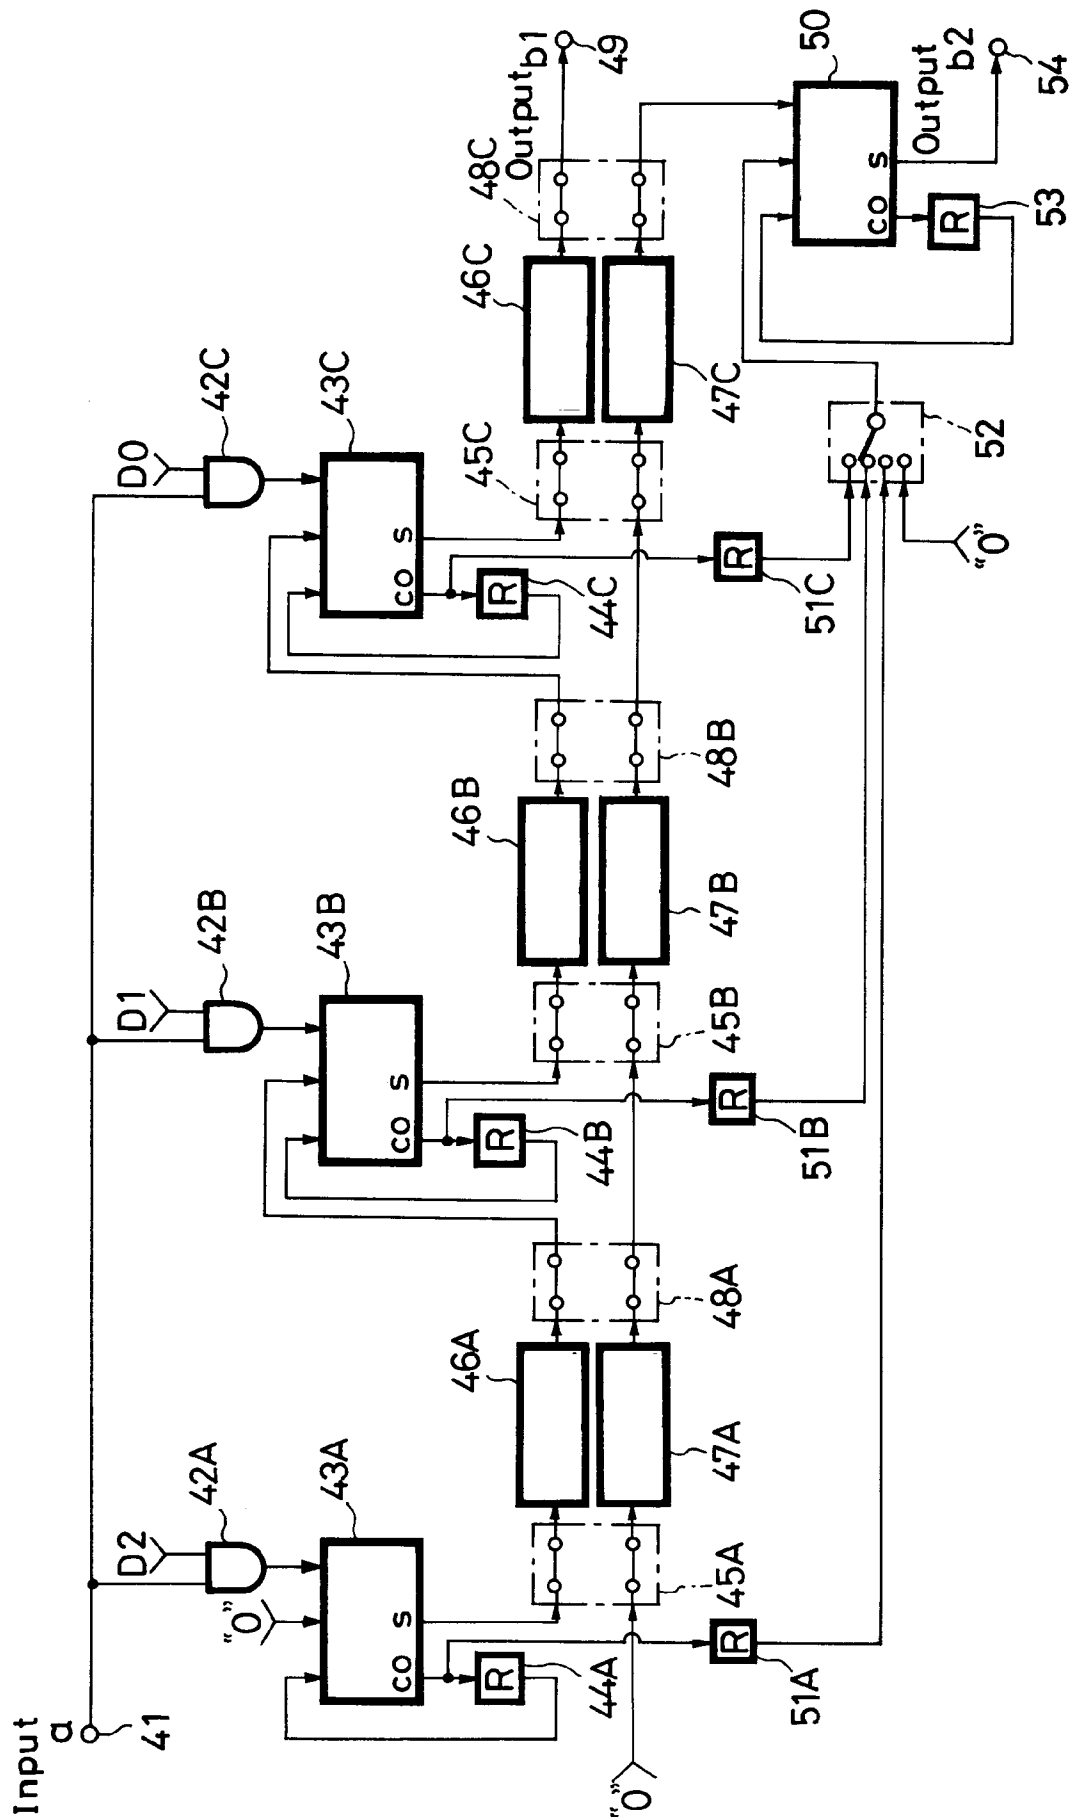 Input
a
41
D2
42A
"0"
43A
co
s
R
44A
45A
46A
47A
48A
R
51A
"0"
D1
42B
43B
co
s
R
44B
45B
46B
47B
48B
R
51B
D0
42C
43C
co
s
R
44C
45C
46C
47C
48C
R
51C
Output
b1
49
52
"0"
50
co
s
R
53
Output
b2
54